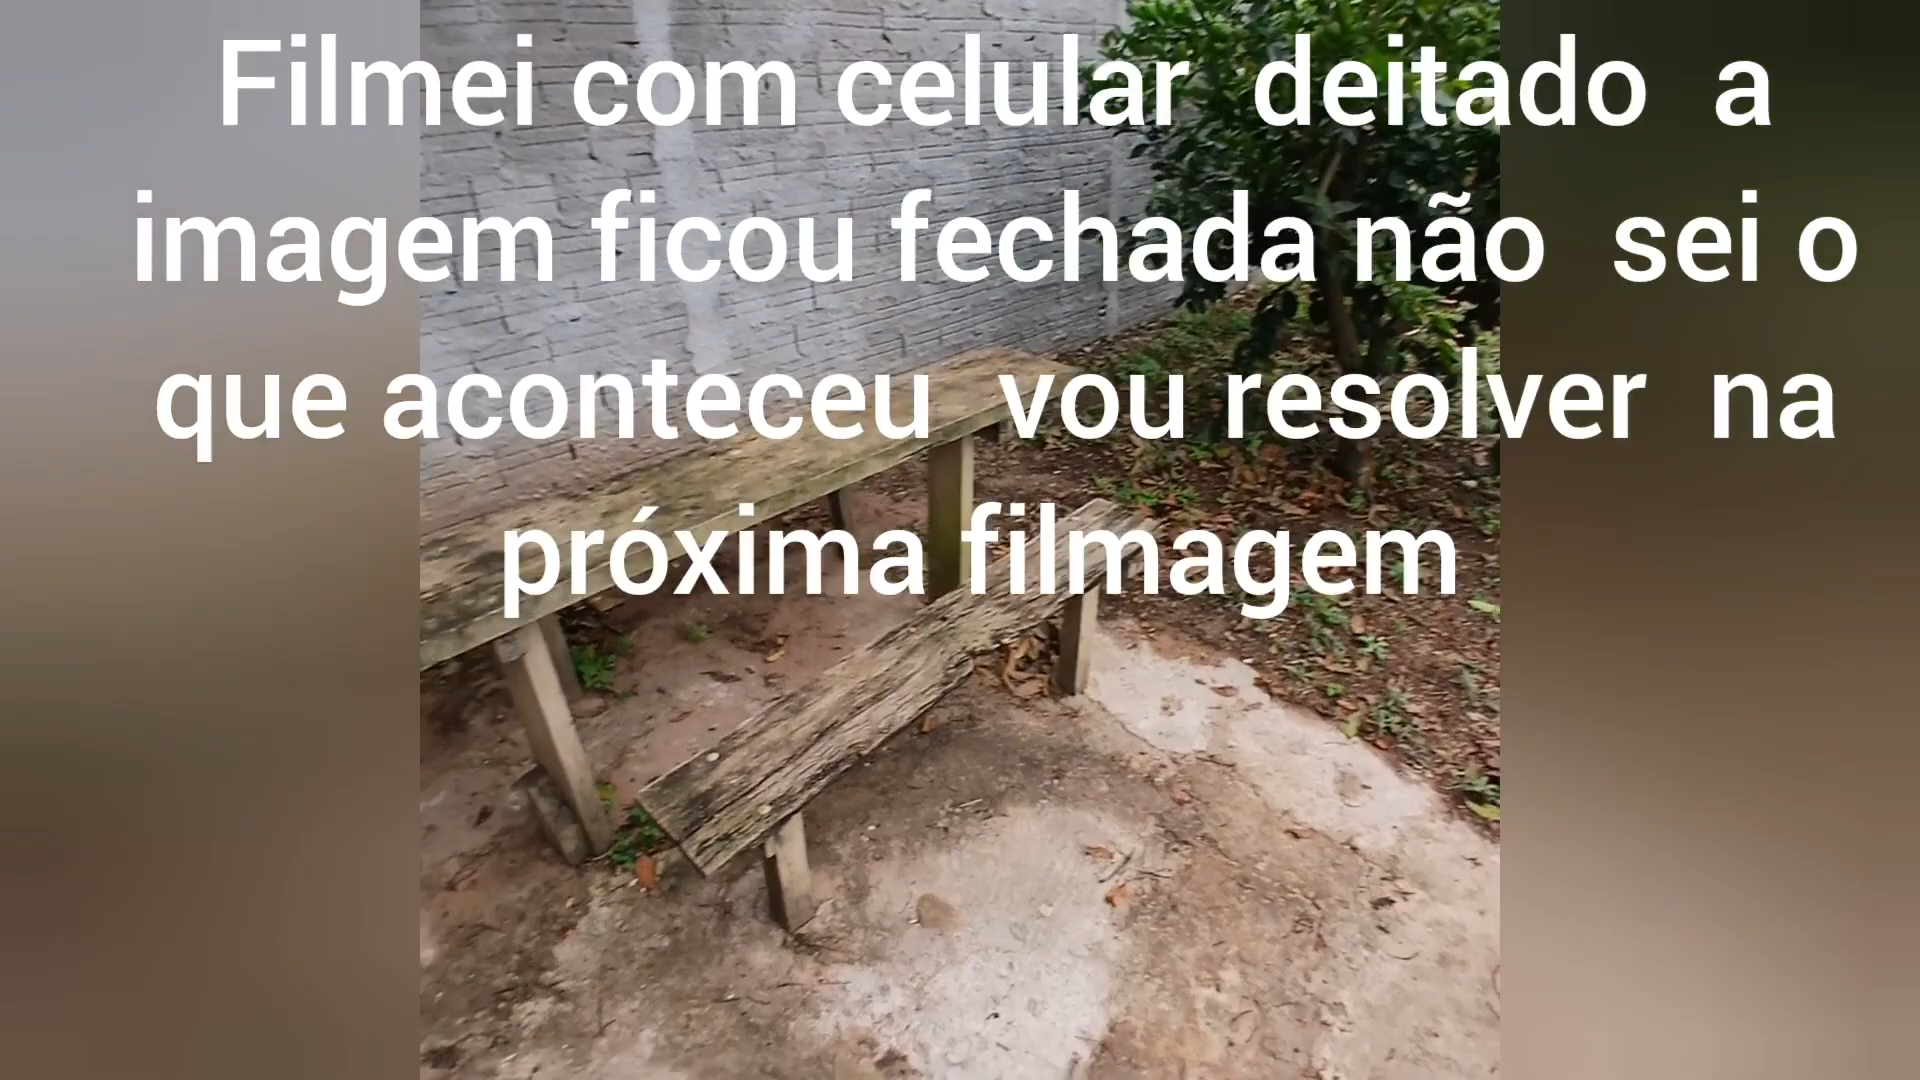 Filmei com celular deitado a
imagem ficou fechada não sei o
que aconteceu vou resolver na
próxima filmagem